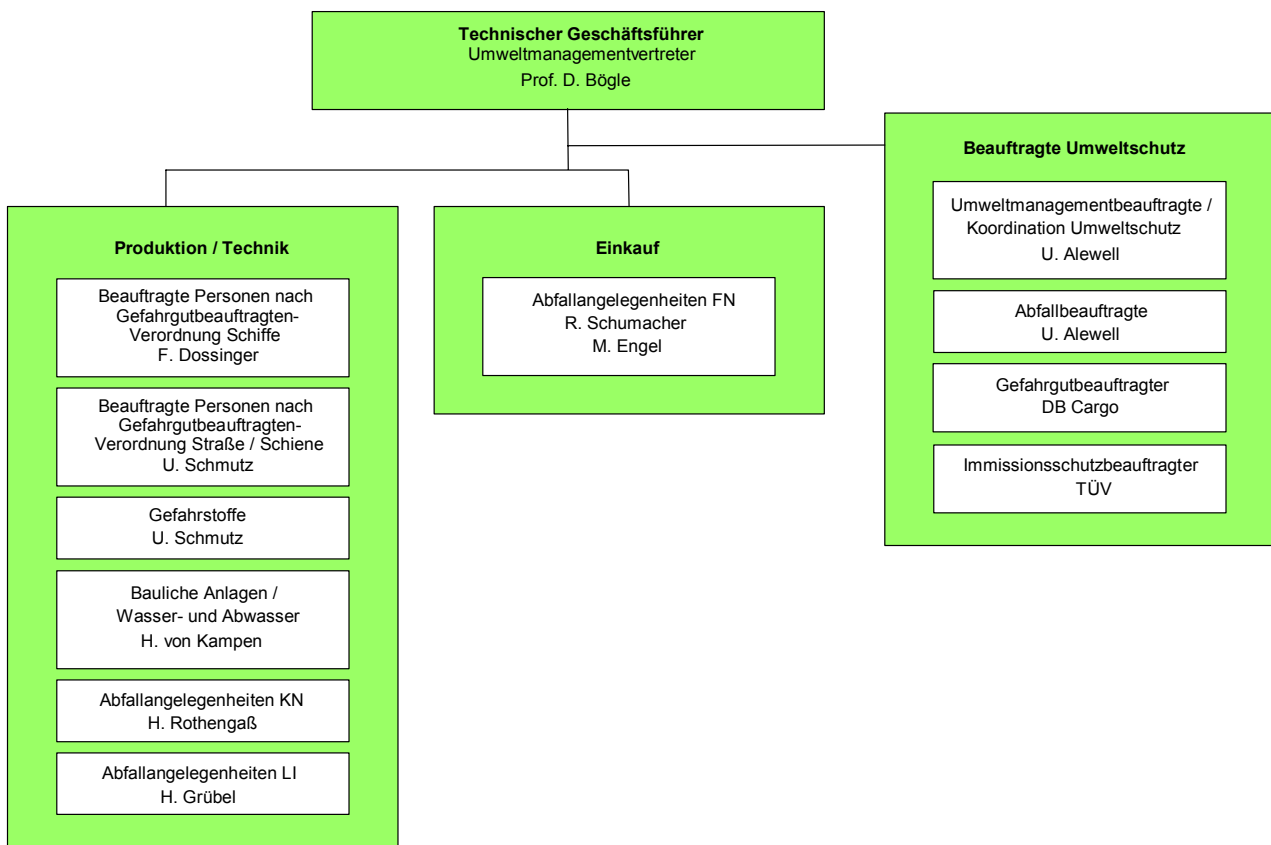 Technischer Geschäftsführer
Umweltmanagementvertreter
Prof. D. Bögle
Produktion / Technik
Beauftragte Personen nach
Gefahrgutbeauftragten-
Verordnung Schiffe
F. Dossinger
Beauftragte Personen nach
Gefahrgutbeauftragten-
Verordnung Straße / Schiene
U. Schmutz
Gefahrstoffe
U. Schmutz
Bauliche Anlagen /
Wasser- und Abwasser
H. von Kampen
Abfallangelegenheiten KN
H. Rothengaß
Abfallangelegenheiten LI
H. Grübel
Einkauf
Abfallangelegenheiten FN
R. Schumacher
M. Engel
Beauftragte Umweltschutz
Umweltmanagementbeauftragte /
Koordination Umweltschutz
U. Alewell
Abfallbeauftragte
U. Alewell
Gefahrgutbeauftragter
DB Cargo
Immissionsschutzbeauftragter
TÜV